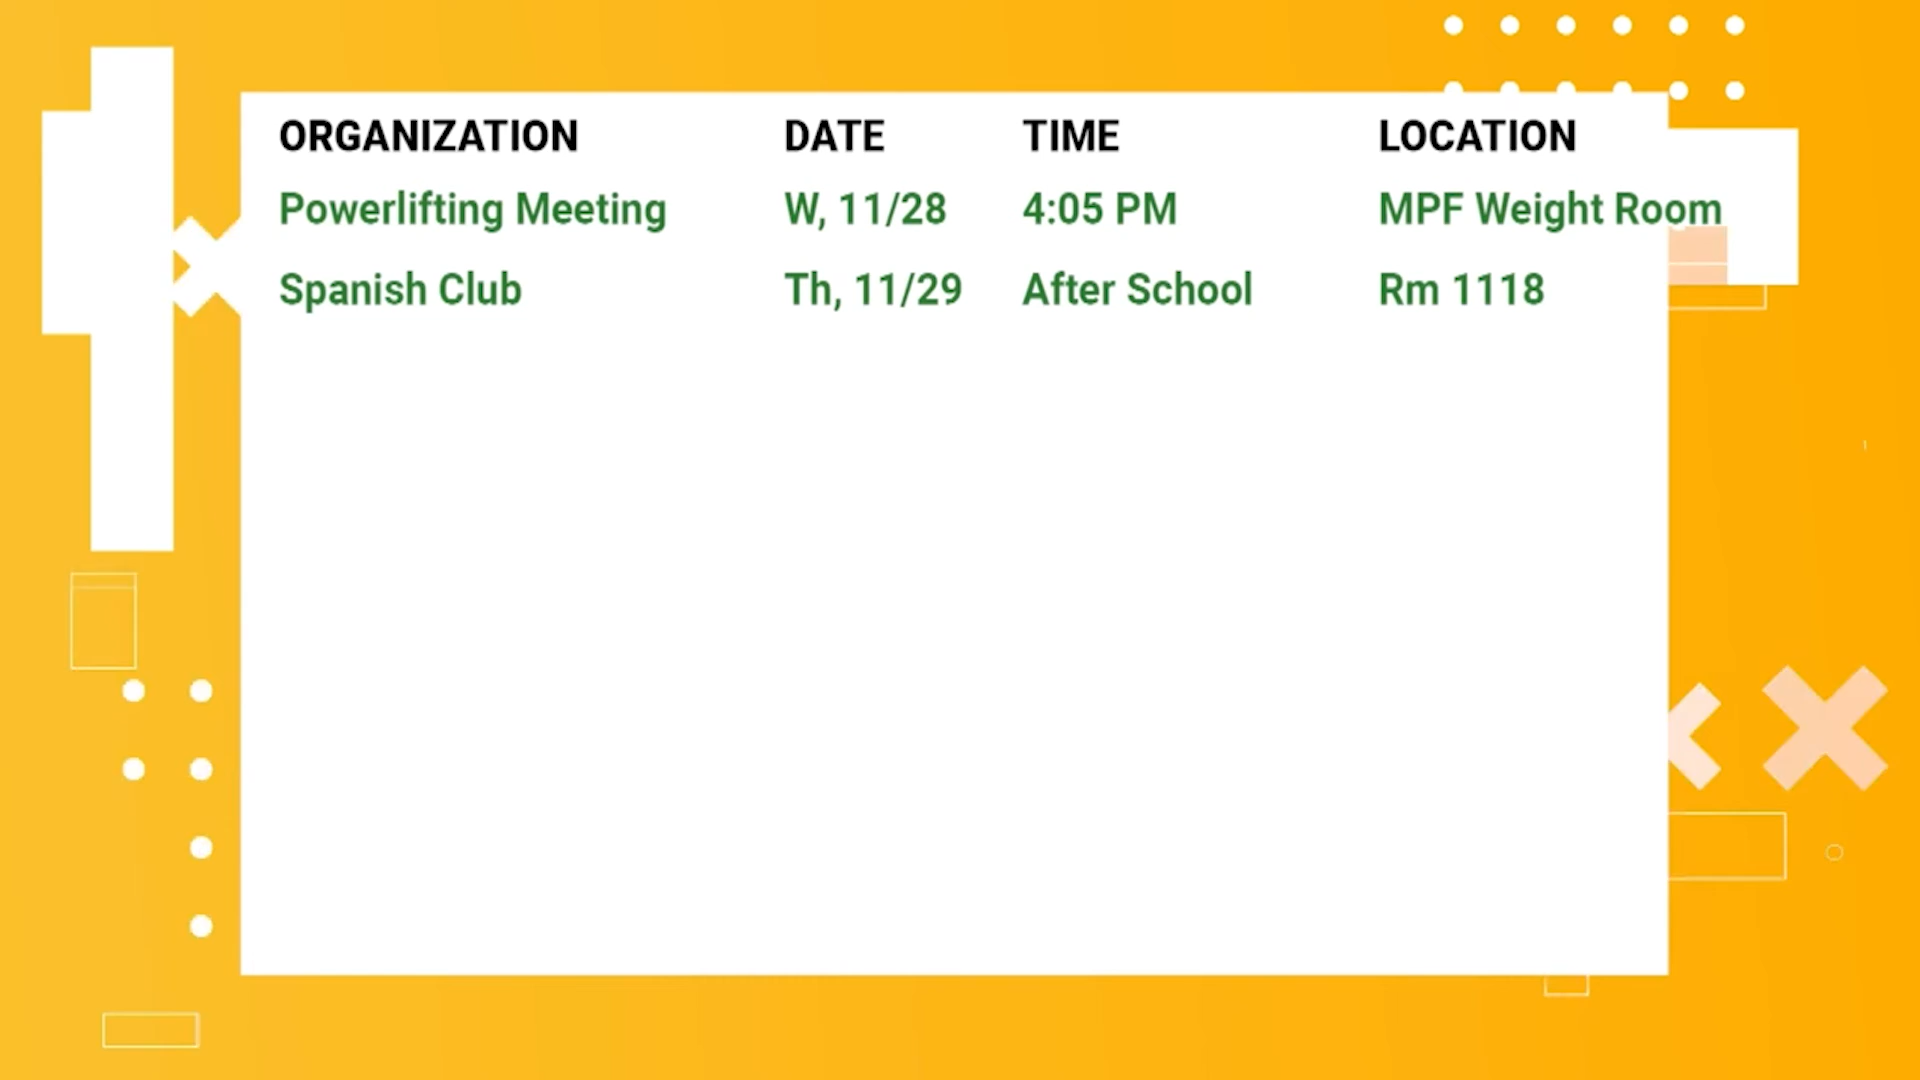 ORGANIZATION DATE TIME LOCATION
Powerlifting Meeting W, 11/28 4:05 PM MPF Weight Room
Spanish Club Th, 11/29 After School Rm 1118